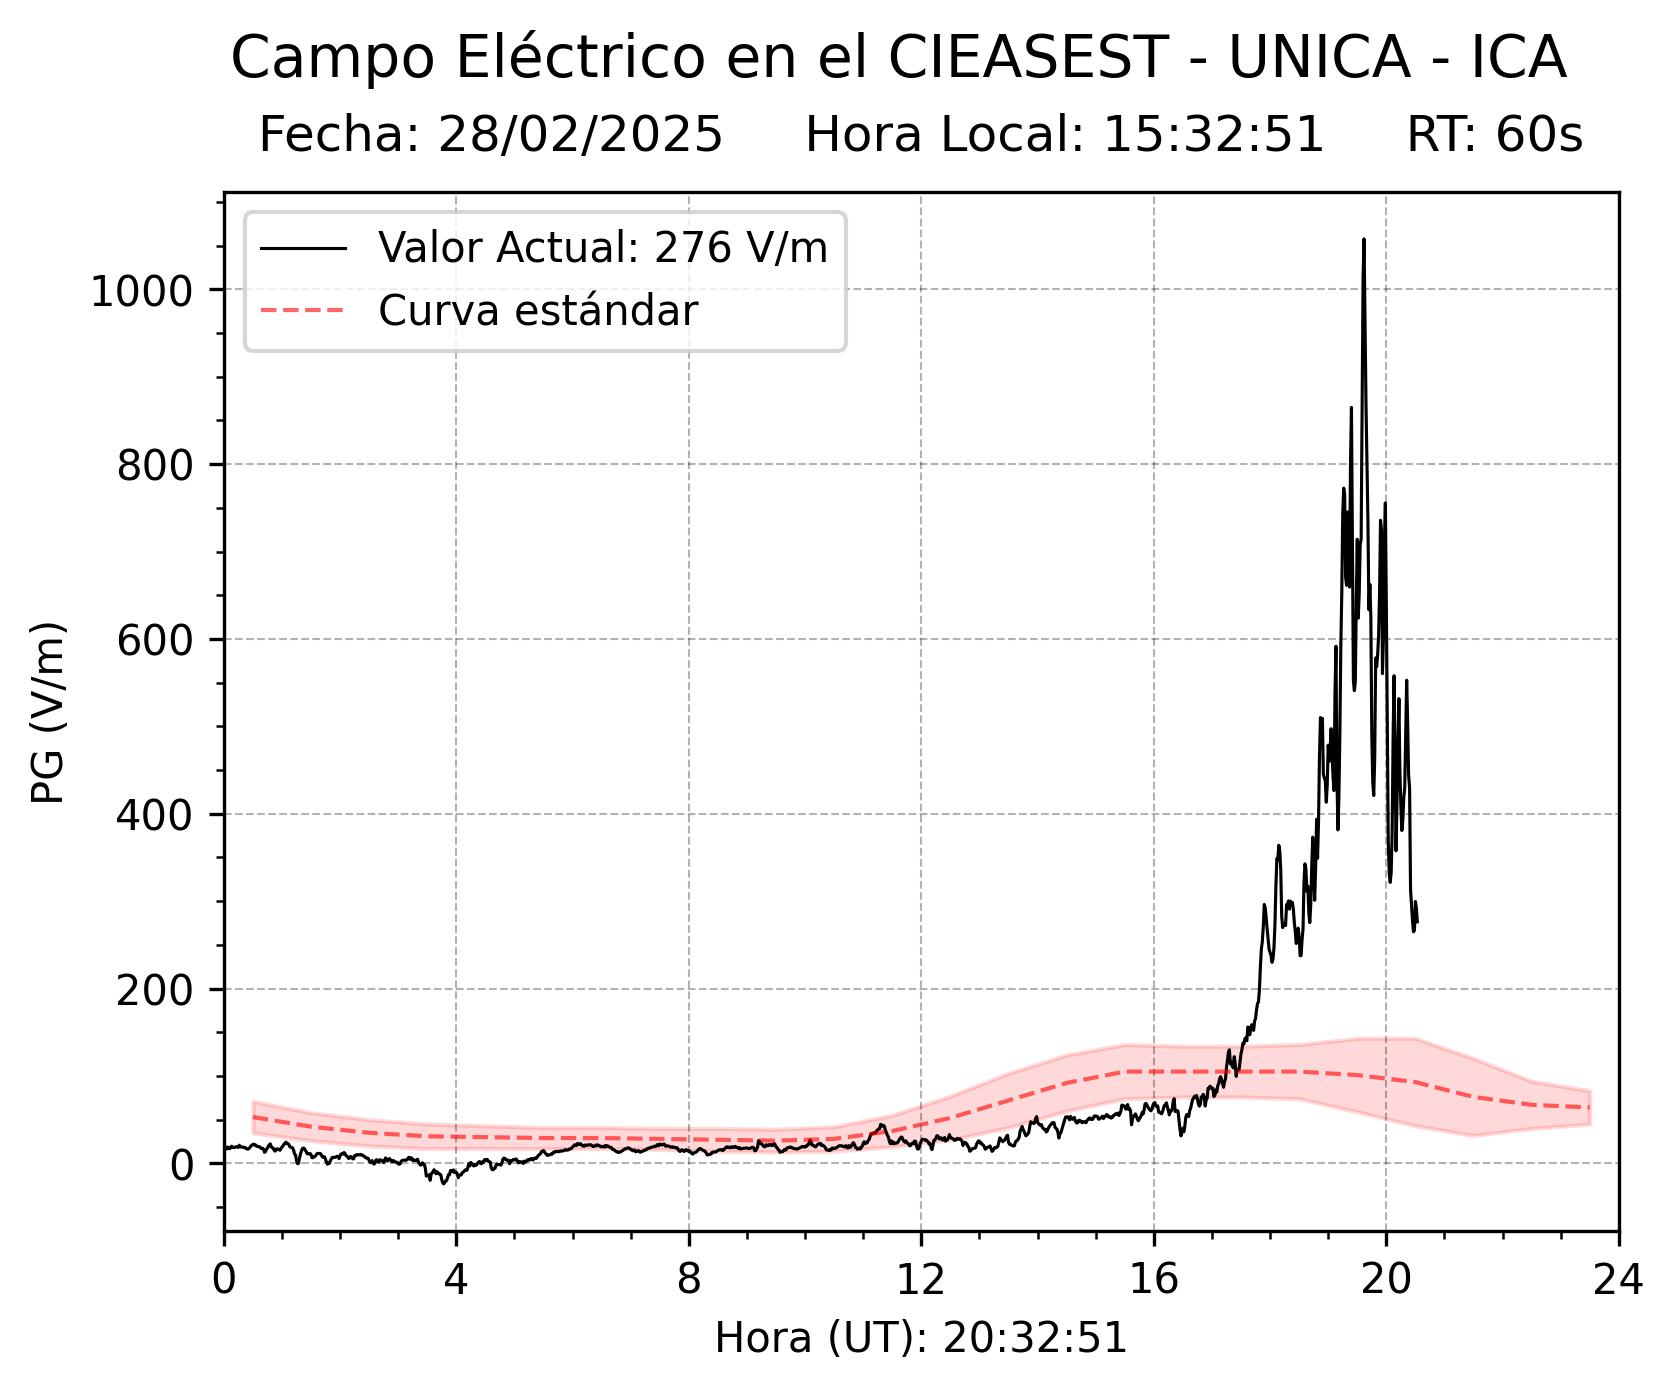 Campo Eléctrico en el CIEASEST - UNICA - ICA
Fecha: 28/02/2025 Hora Local: 15:32:51 RT: 60s
Valor Actual: 276 V/m
Curva estándar
PG (V/m)
1000
800
600
400
200
0
0 4 8 12 16 20 24
Hora (UT): 20:32:51